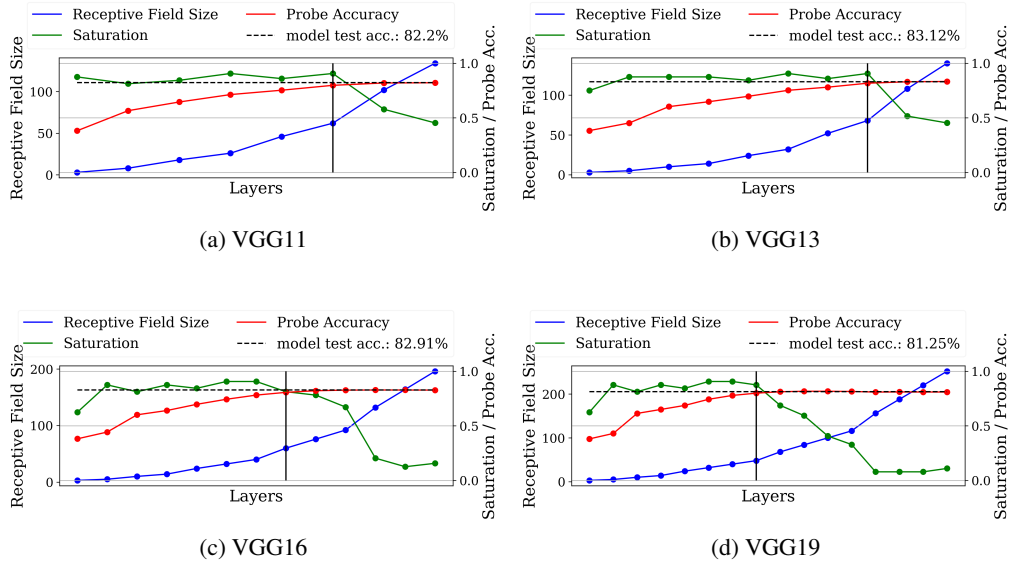 Receptive Field Size
Probe Accuracy
Saturation
model test acc.: 82.2%
Receptive Field Size
100
50
0
1.0
0.5
0.0
Saturation / Probe Acc.
Layers
(a) VGG11
Receptive Field Size
Probe Accuracy
Saturation
model test acc.: 83.12%
Receptive Field Size
100
50
0
1.0
0.5
0.0
Saturation / Probe Acc.
Layers
(b) VGG13
Receptive Field Size
Probe Accuracy
Saturation
model test acc.: 82.91%
Receptive Field Size
200
100
0
1.0
0.5
0.0
Saturation / Probe Acc.
Layers
(c) VGG16
Receptive Field Size
Probe Accuracy
Saturation
model test acc.: 81.25%
Receptive Field Size
200
100
0
1.0
0.5
0.0
Saturation / Probe Acc.
Layers
(d) VGG19